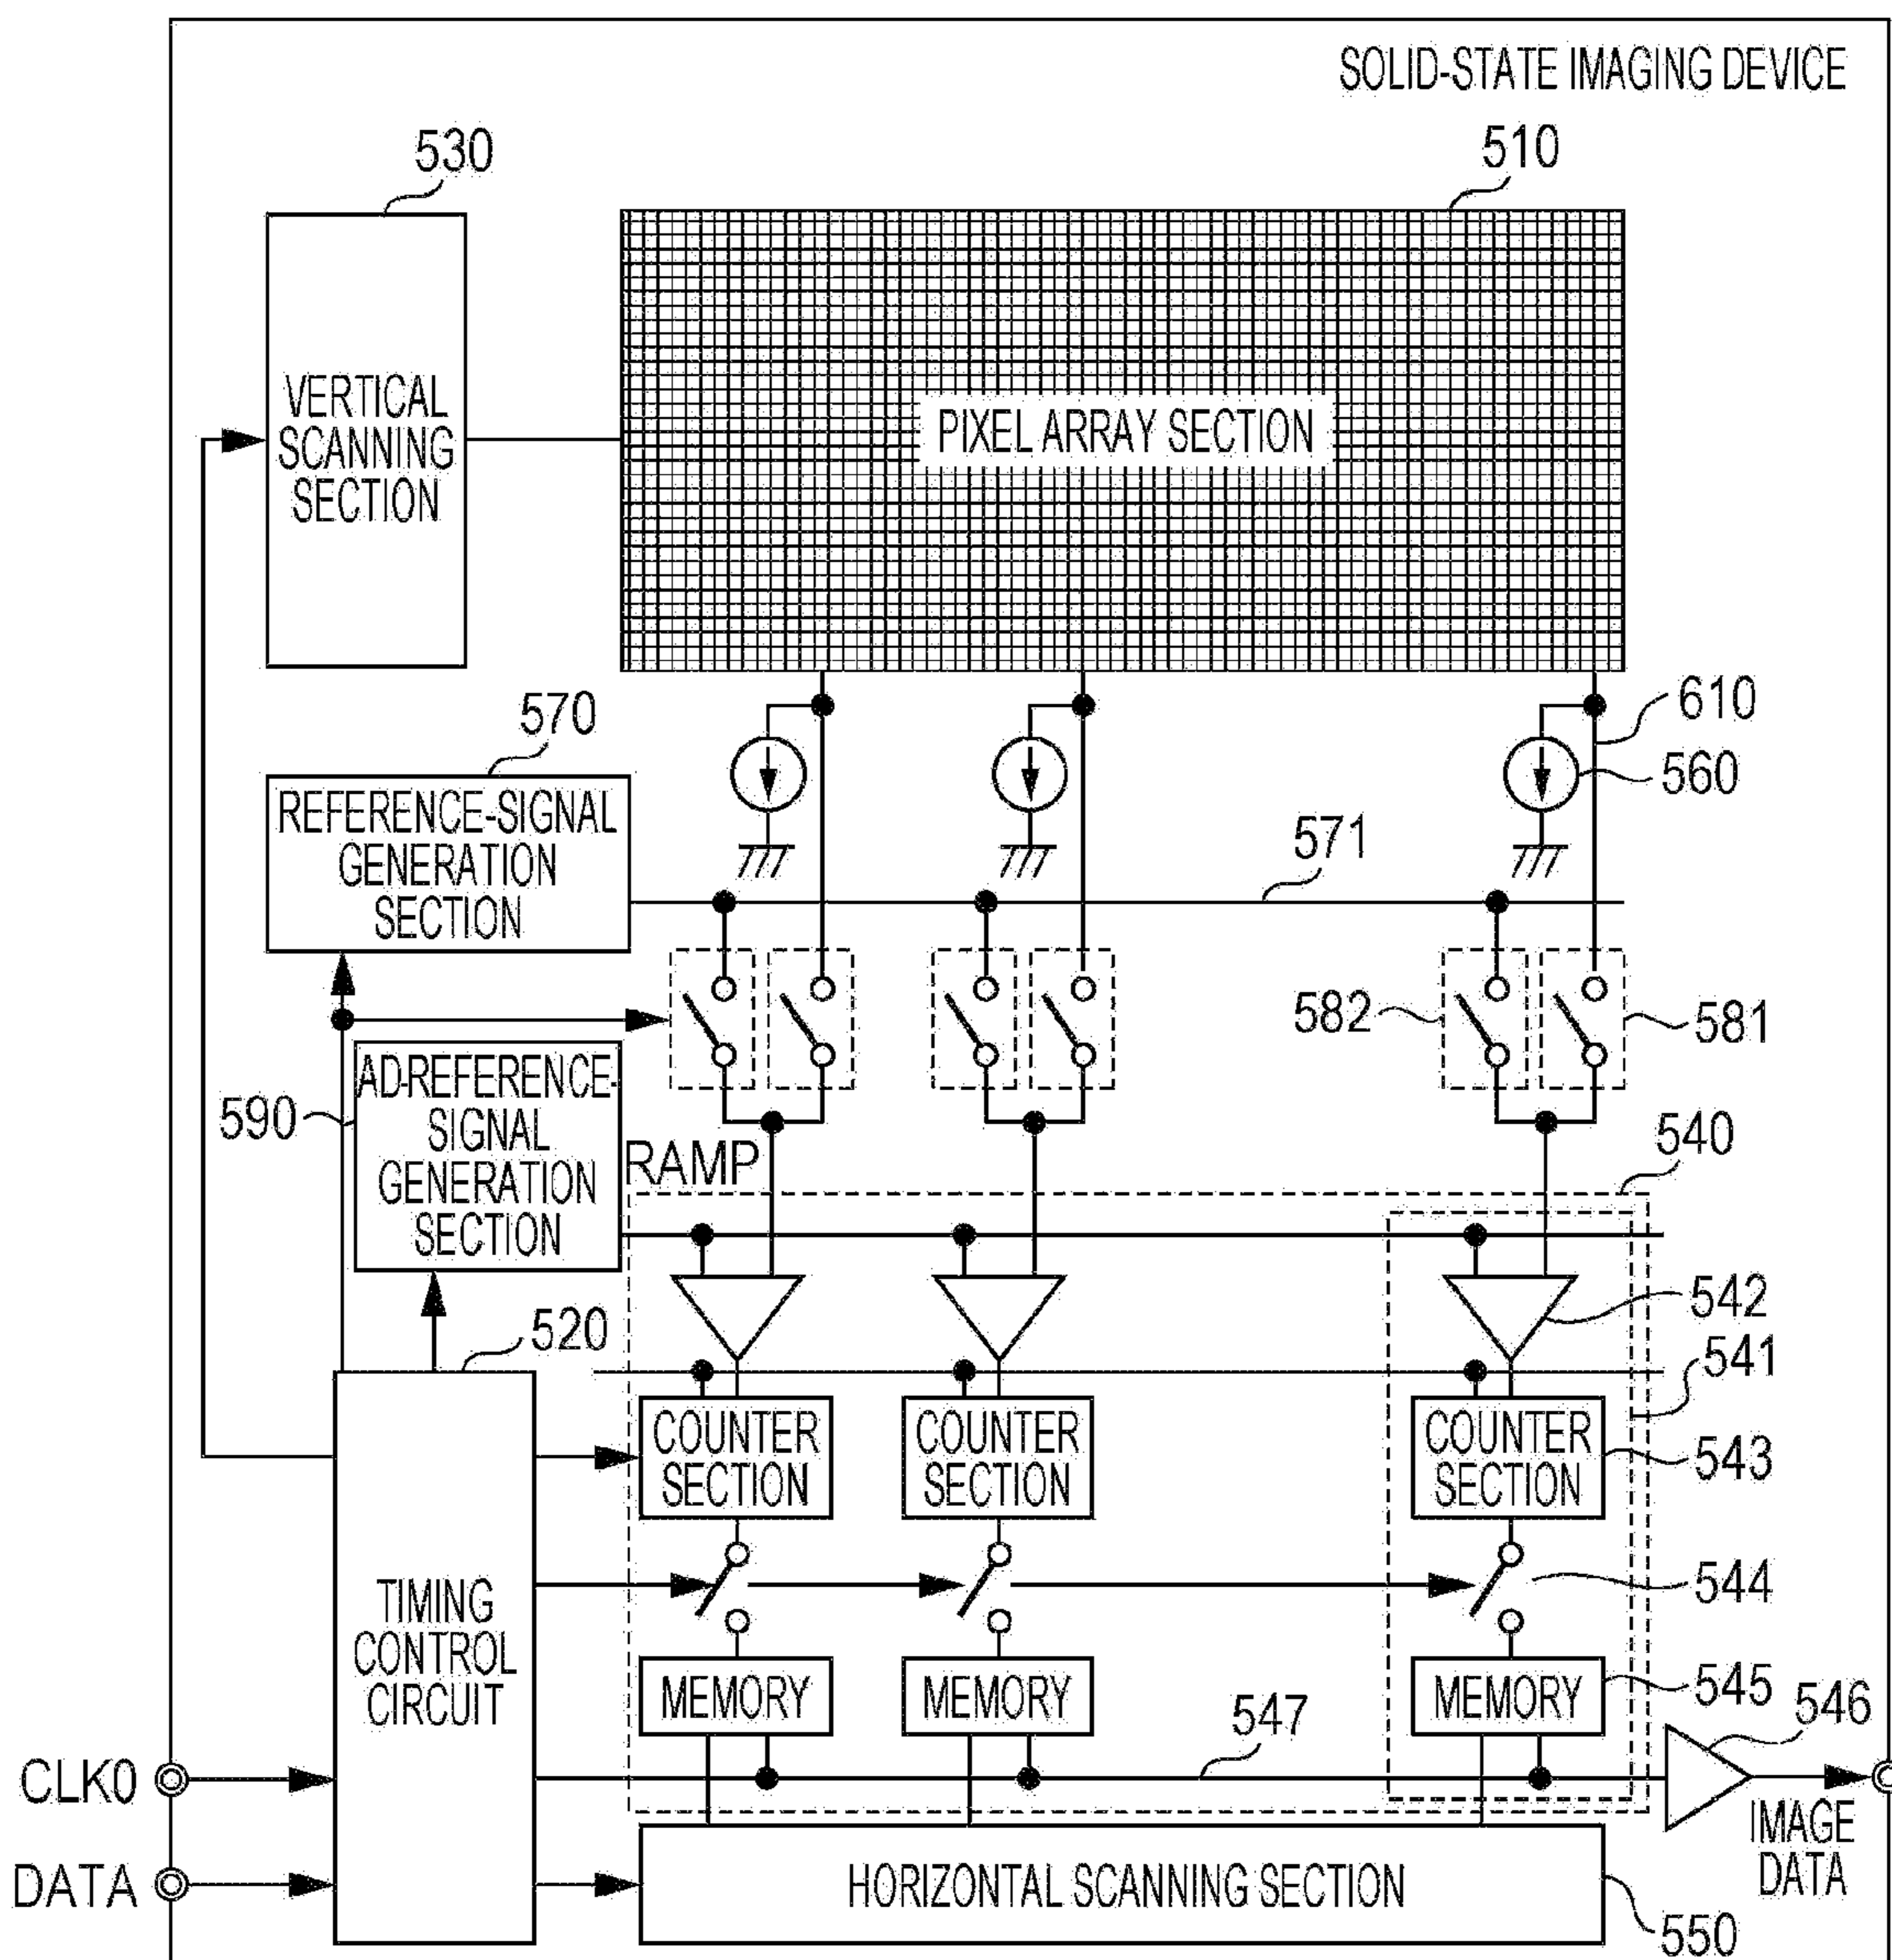 SOLID-STATE IMAGING DEVICE
530
510
VERTICAL
SCANNING
SECTION
PIXEL ARRAY SECTION
570
610
560
REFERENCE-SIGNAL
GENERATION
SECTION
571
582
581
590
AD-REFERENCE-
SIGNAL
GENERATION
SECTION
RAMP
540
520
542
541
COUNTER
SECTION
COUNTER
SECTION
COUNTER
SECTION
543
TIMING
CONTROL
CIRCUIT
544
MEMORY
MEMORY
MEMORY
545
546
547
CLK0
IMAGE
DATA
DATA
HORIZONTAL SCANNING SECTION
550